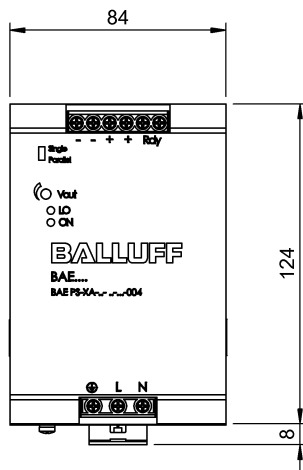 84
- - + + Rdy
Single
Parallel
Vout
LO
ON
BALLUFF
BAE....
BAE PS-XA-..- .. -...-004
124
L N
8